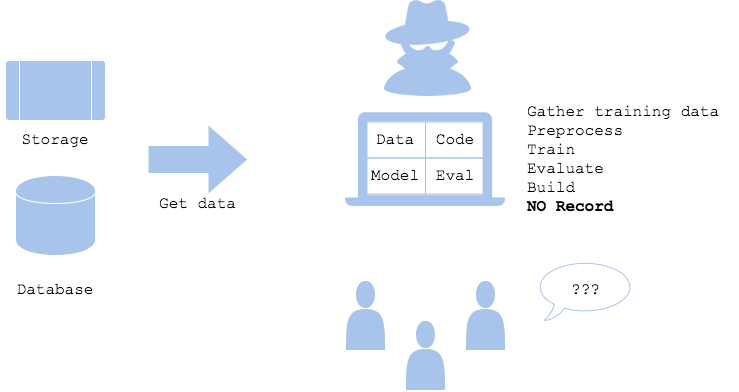 Storage
Get data
Database
Data
Code
Model
Eval
Gather training data
Preprocess
Train
Evaluate
Build
NO Record
???